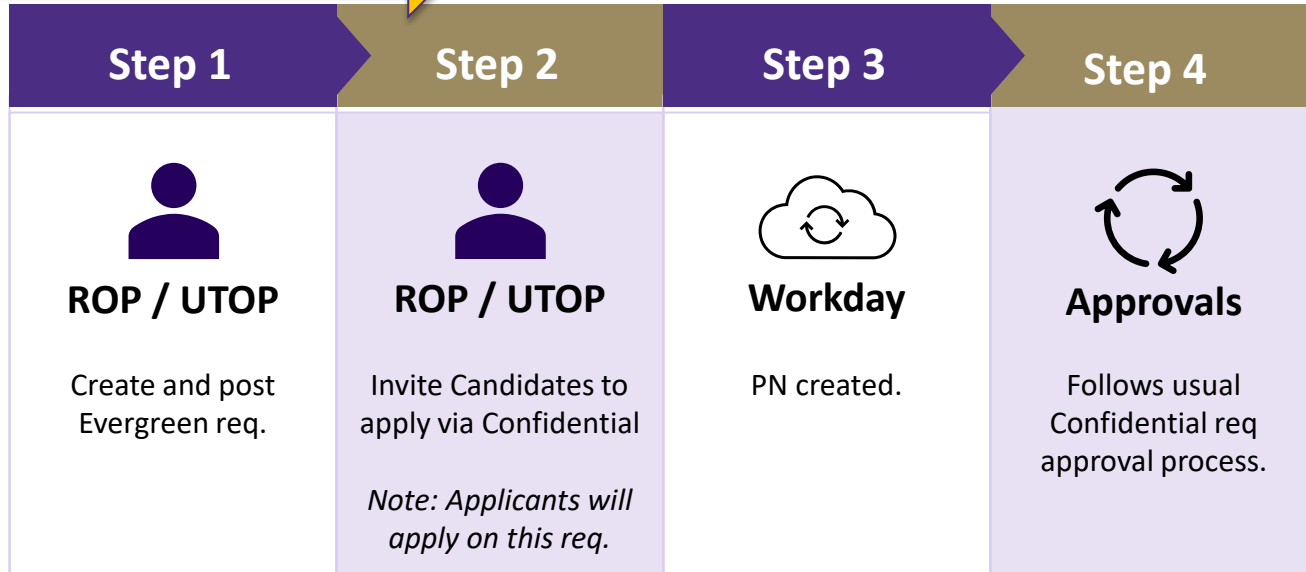 Step 1
Step 2
Step 3
Step 4
ROP / UTOP
Create and post
Evergreen req.
ROP / UTOP
Invite Candidates to
apply via Confidential
Note: Applicants will
apply on this req.
Workday
PN created.
Approvals
Follows usual
Confidential req
approval process.